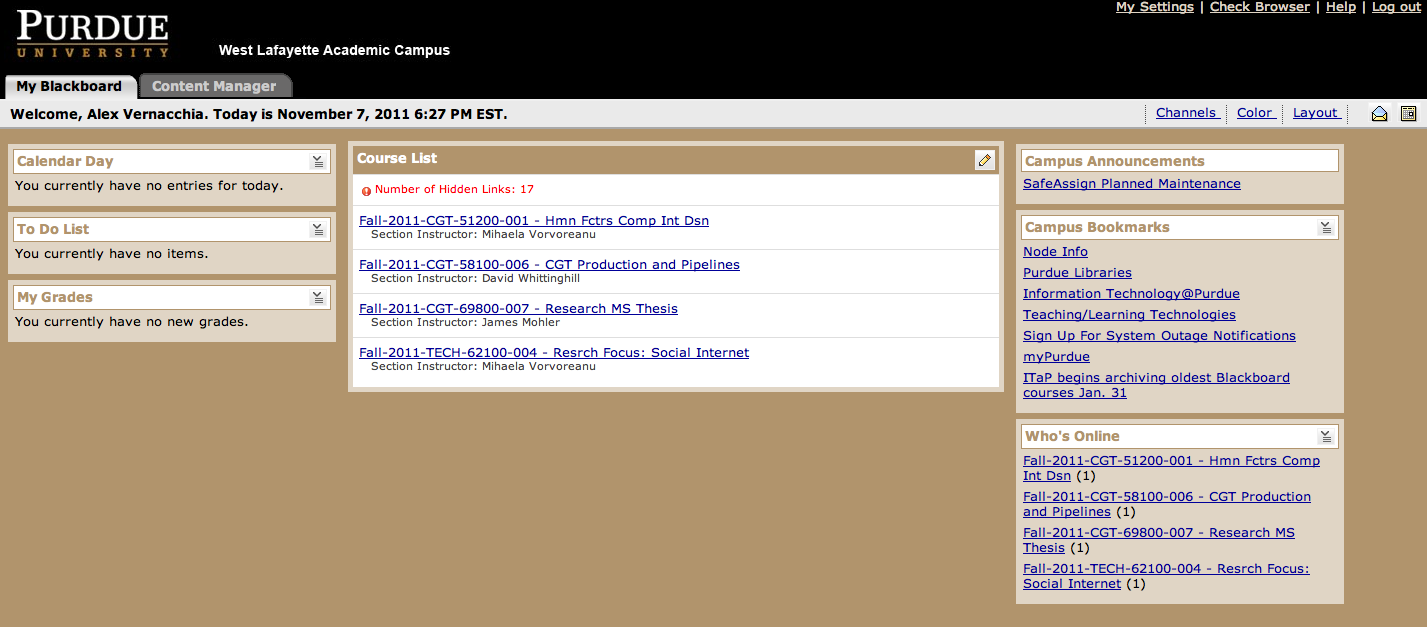 My Settings | Check Browser | Help | Log out
PURDUE
UNIVERSITY
West Lafayette Academic Campus
My Blackboard
Content Manager
Welcome, Alex Vernacchia. Today is November 7, 2011 6:27 PM EST.
Channels
Color
Layout
Calendar Day
You currently have no entries for today.
To Do List
You currently have no items.
My Grades
You currently have no new grades.
Course List
Number of Hidden Links: 17
Fall-2011-CGT-51200-001 - Hmn Fctrs Comp Int Dsn
Section Instructor: Mihaela Vorvoreanu
Fall-2011-CGT-58100-006 - CGT Production and Pipelines
Section Instructor: David Whittinghill
Fall-2011-CGT-69800-007 - Research MS Thesis
Section Instructor: James Mohler
Fall-2011-TECH-62100-004 - Resrch Focus: Social Internet
Section Instructor: Mihaela Vorvoreanu
Campus Announcements
SafeAssign Planned Maintenance
Campus Bookmarks
Node Info
Purdue Libraries
Information Technology@Purdue
Teaching/Learning Technologies
Sign Up For System Outage Notifications
myPurdue
ITaP begins archiving oldest Blackboard
courses Jan. 31
Who's Online
Fall-2011-CGT-51200-001 - Hmn Fctrs Comp
Int Dsn (1)
Fall-2011-CGT-58100-006 - CGT Production
and Pipelines (1)
Fall-2011-CGT-69800-007 - Research MS
Thesis (1)
Fall-2011-TECH-62100-004 - Resrch Focus:
Social Internet (1)